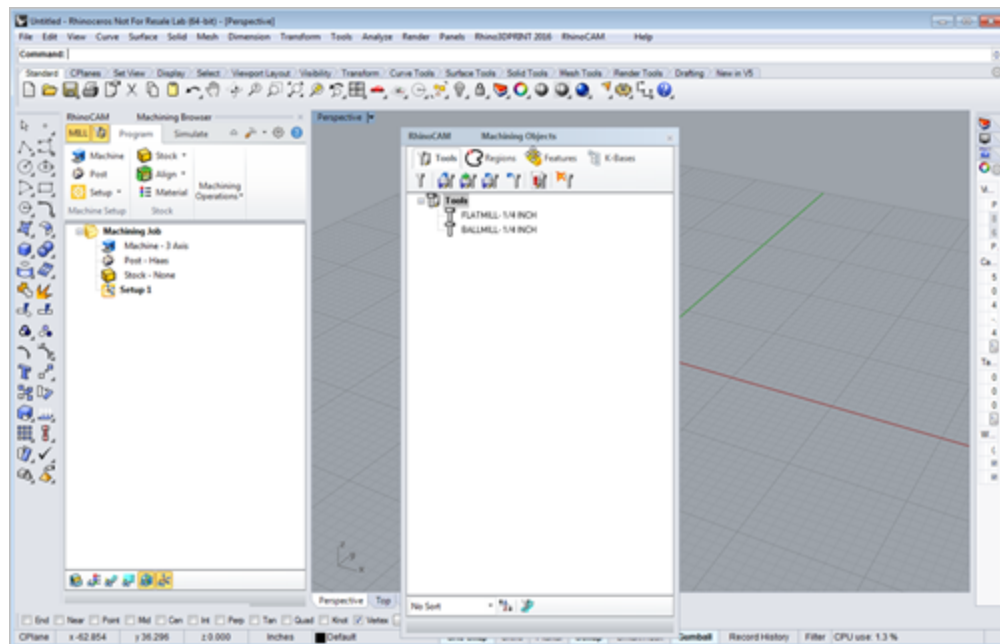 Untitled - Rhinoceros Not For Resale Lab (64-bit) - [Perspective]
File Edit View Curve Surface Solid Mesh Dimension Transform Tools Analyze Render Panels Rhino3DPRINT 2016 RhinoCAM Help
Command:
Standard CPlanes Set View Display Select Viewport Layout Visibility Transform Curve Tools Surface Tools Solid Tools Mesh Tools Render Tools Drafting New in V5
RhinoCAM Machining Browser
MILL Program Simulate
Machine Stock
Post Align
Setup Material
Machining Operations
Machine Setup Stock
Machining Job
Machine - 3 Axis
Post - Haas
Stock - None
Setup 1
Perspective
RhinoCAM Machining Objects
Tools Regions Features K-Bases
Tools
FLATMILL- 1/4 INCH
BALLMILL- 1/4 INCH
No Sort
z
y
x
Perspective Top
End Near Point Mid Cen Int Perp Tan Quad Knot Vertex
CPlane x -62.854 y 36.296 z 0.000 Inches Default Gumball Record History Filter CPU use: 1.3 %